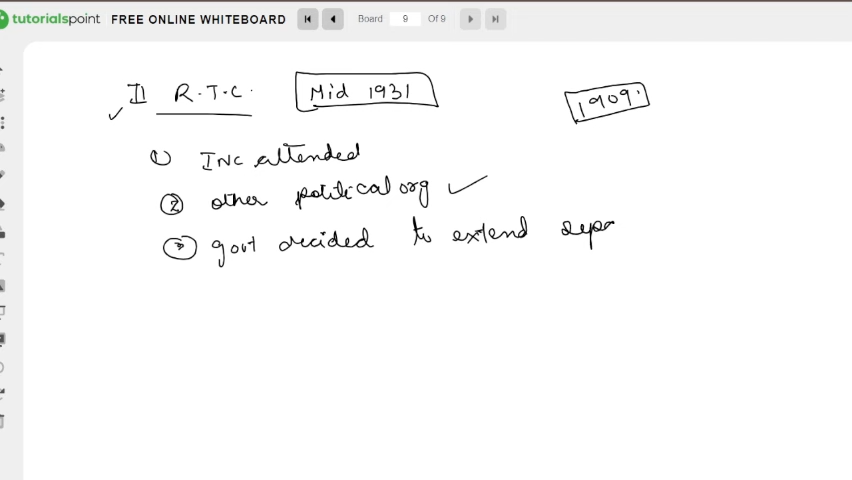 tutorialspoint FREE ONLINE WHITEBOARD Board 9 Of 9
II R.T.C. Mid 1931 1909.
① INC attended
② other political org
③ govt decided to extend sepa